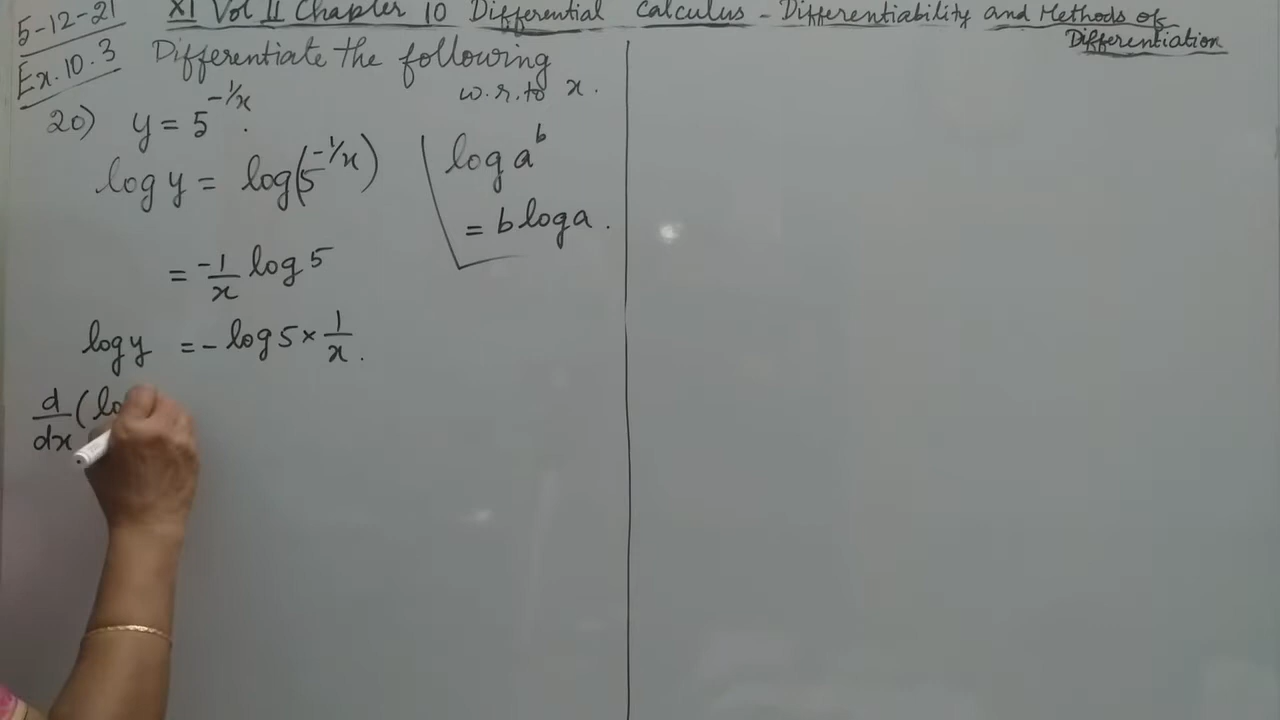 5-12-21
XI Vol II Chapter 10 Differential Calculus - Differentiability and Methods of
Differentiation
Ex. 10.3
Differentiate the following
w.r.to x.
20) y = 5^{-1/x}.
log y = log(5^{-1/x})
= -1/x log 5
log y = - log 5 × 1/x.
d/dx (lo
log a^b
= b log a.